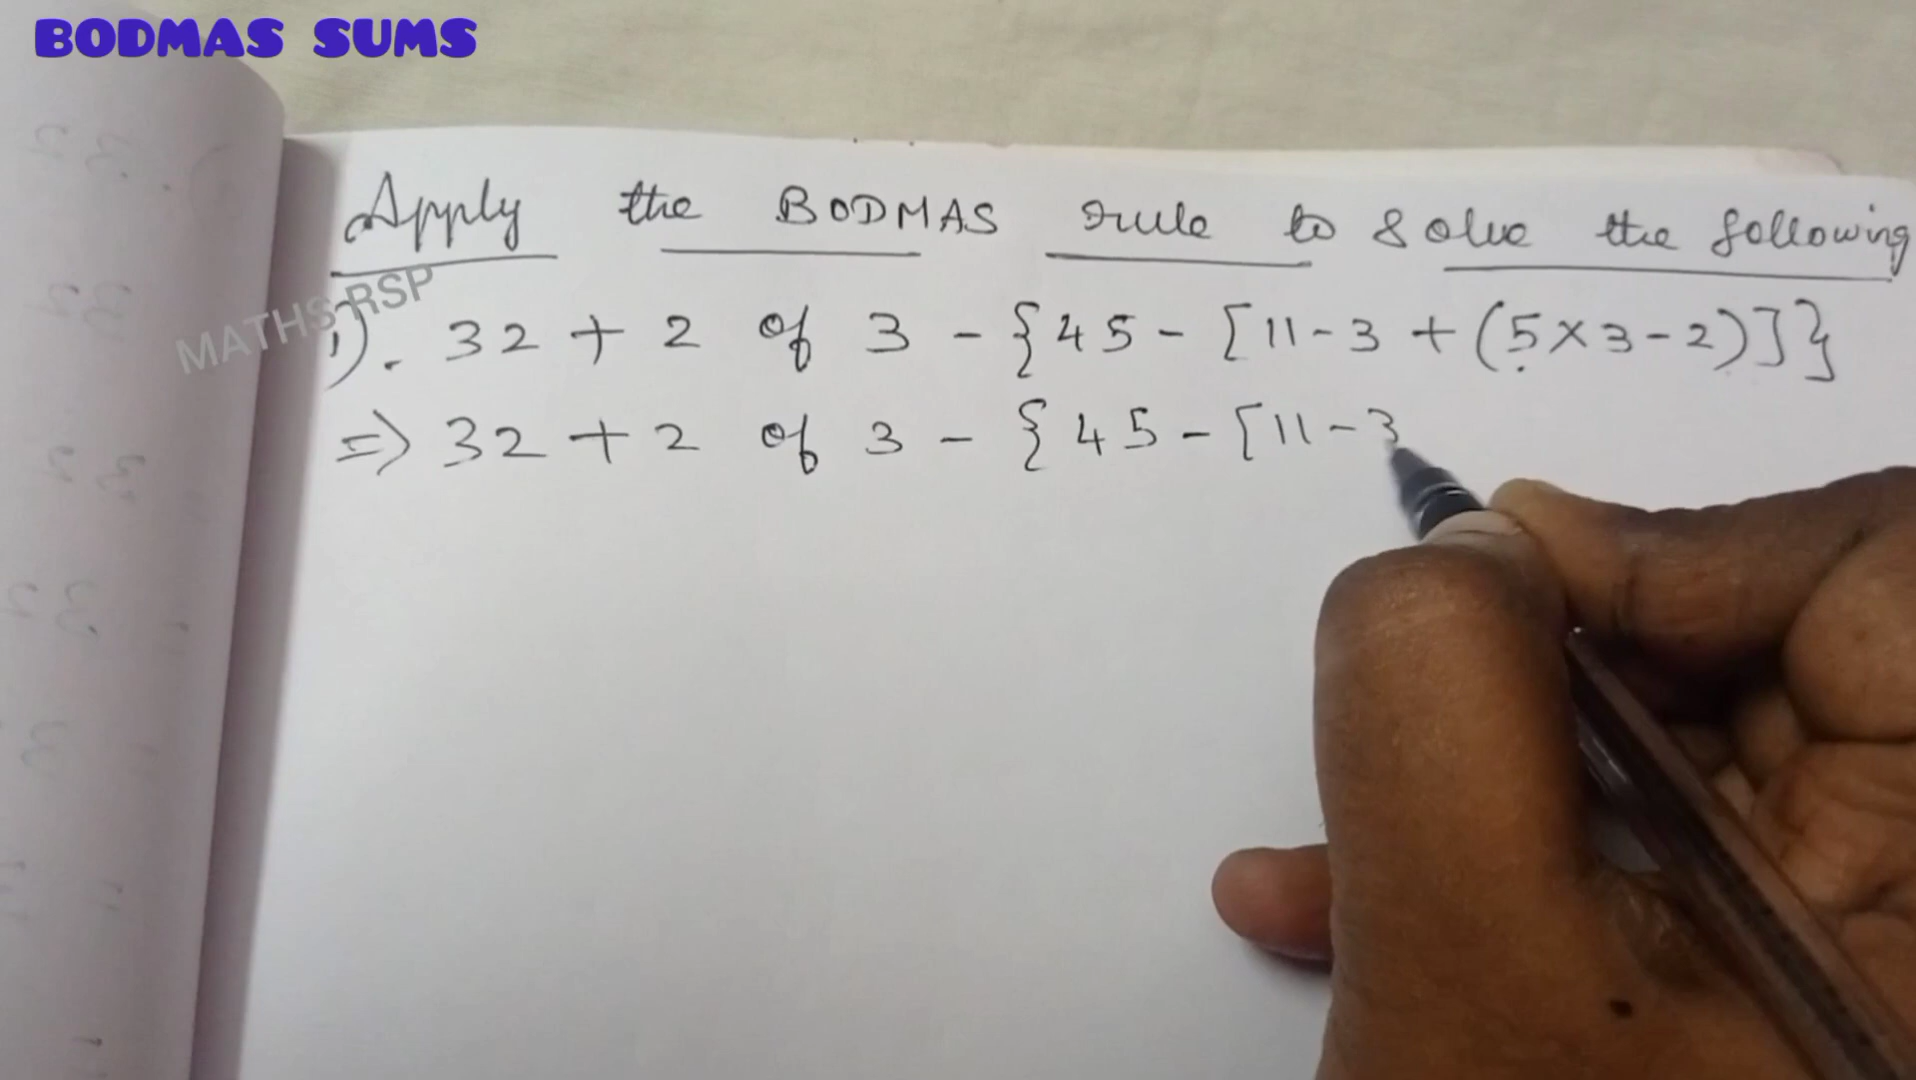 BODMAS SUMS
Apply the BODMAS rule to solve the following
MATHS RSP
1). 32 + 2 of 3 - {45 - [11-3 + (5×3-2)]}
=> 32 + 2 of 3 - {45 - [11-3